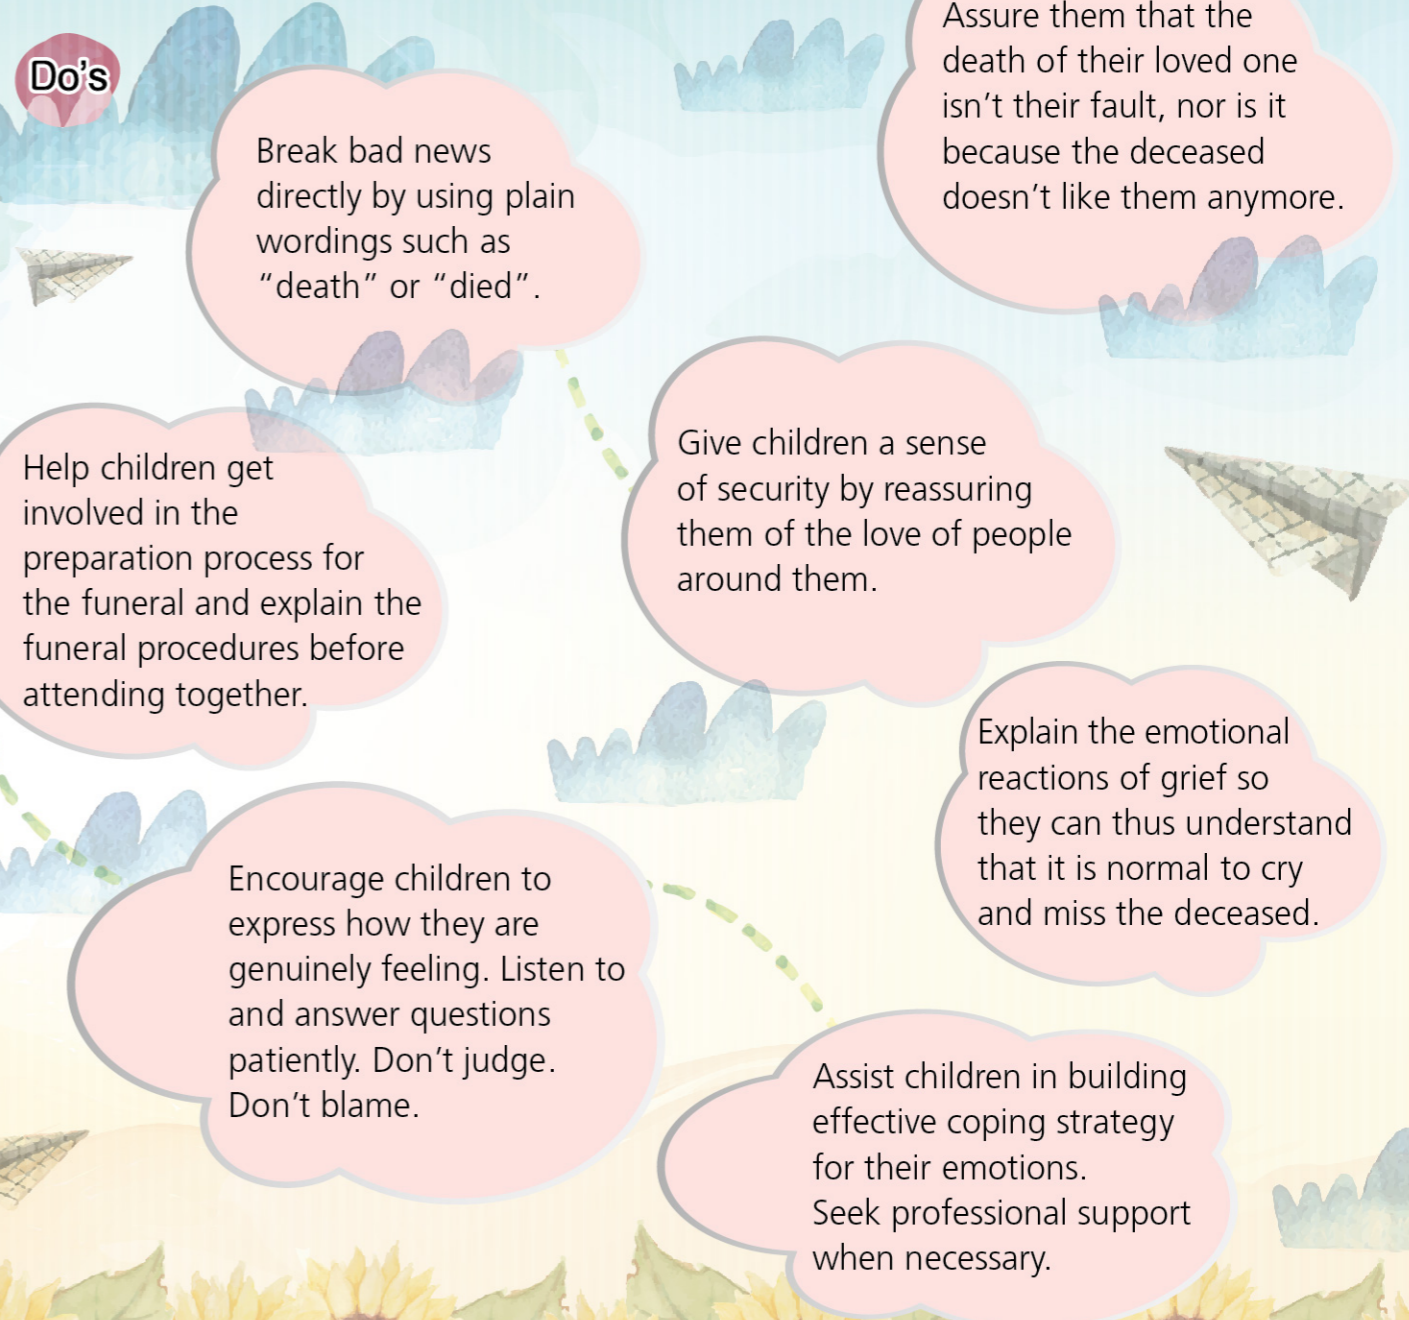 Do's
Break bad news
directly by using plain
wordings such as
“death” or “died”.
Assure them that the
death of their loved one
isn’t their fault, nor is it
because the deceased
doesn’t like them anymore.
Help children get
involved in the
preparation process for
the funeral and explain the
funeral procedures before
attending together.
Give children a sense
of security by reassuring
them of the love of people
around them.
Explain the emotional
reactions of grief so
they can thus understand
that it is normal to cry
and miss the deceased.
Encourage children to
express how they are
genuinely feeling. Listen to
and answer questions
patiently. Don’t judge.
Don’t blame.
Assist children in building
effective coping strategy
for their emotions.
Seek professional support
when necessary.